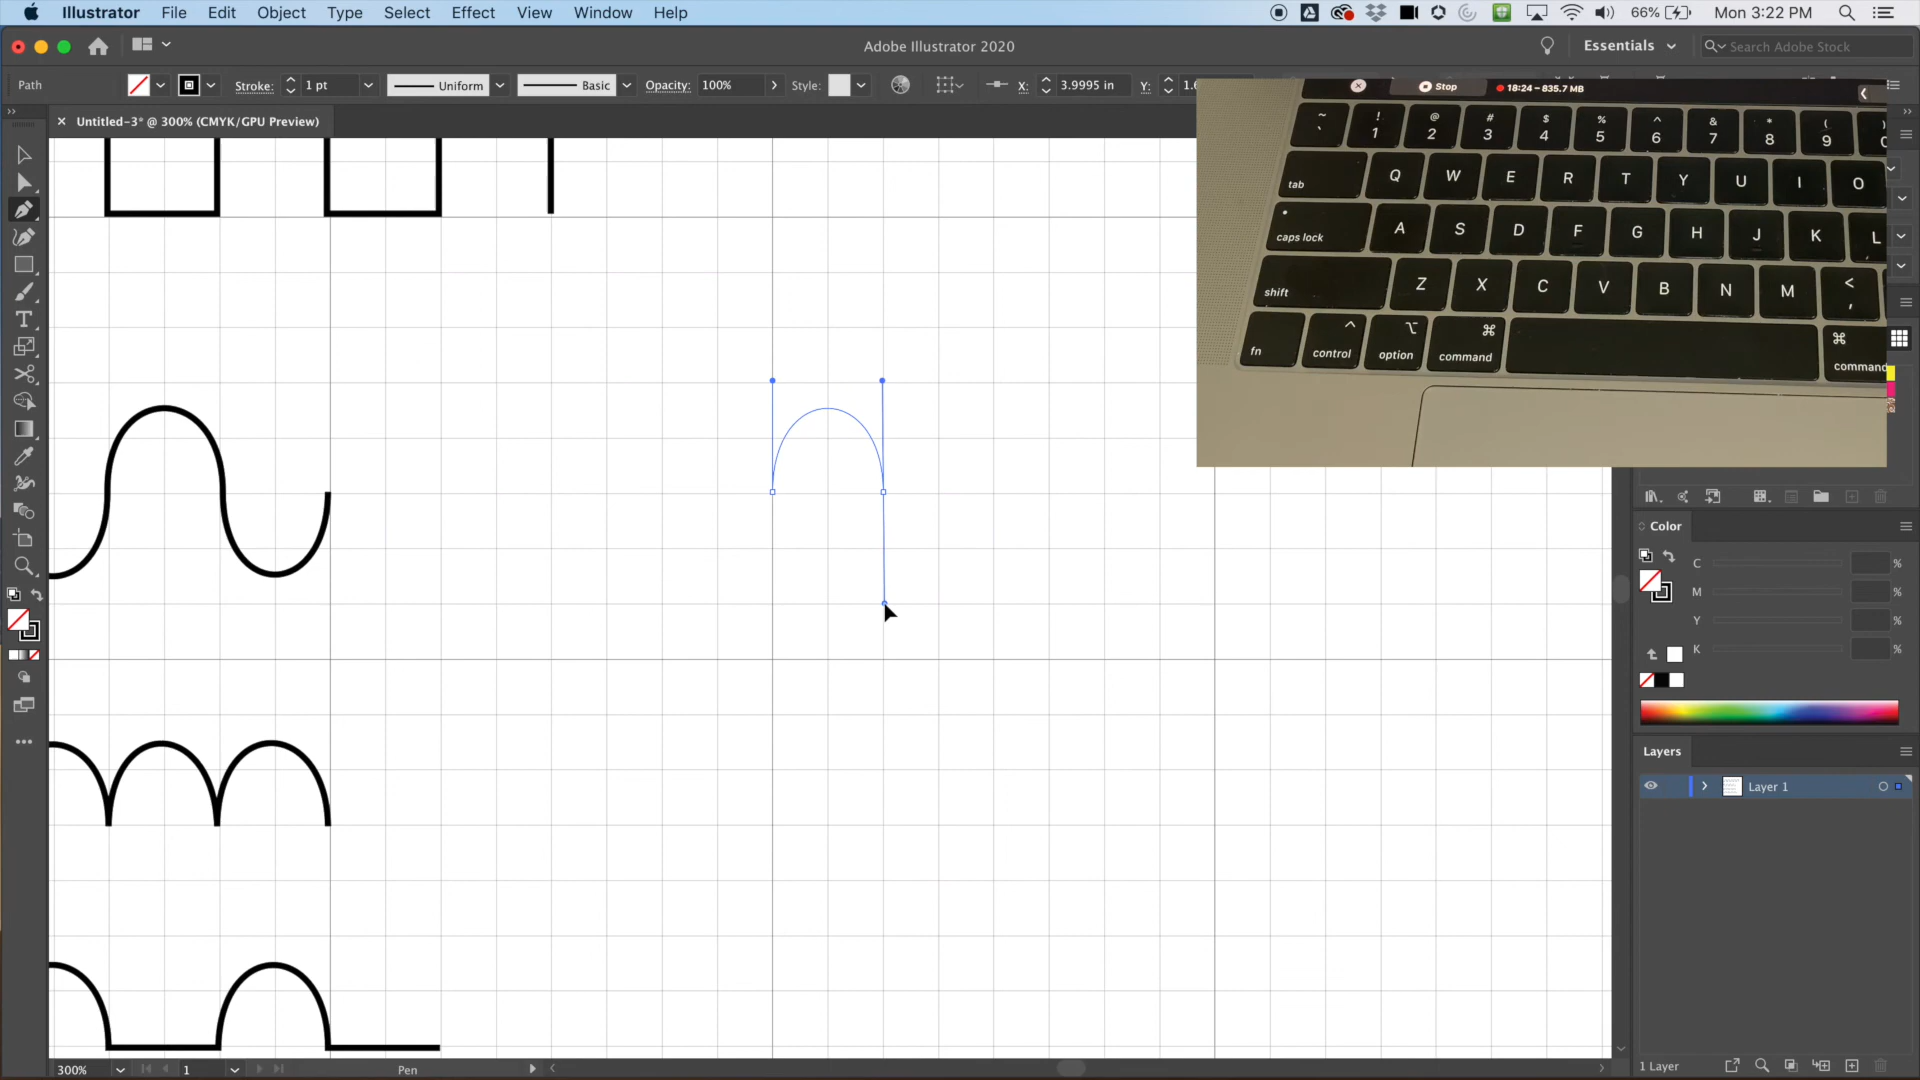 Illustrator File Edit Object Type Select Effect View Window Help
66% Mon 3:22 PM
Adobe Illustrator 2020
Essentials
Search Adobe Stock
Path Stroke: 1 pt Uniform Basic Opacity: 100% Style: X: 3.9995 in Y:
Untitled-3* @ 300% (CMYK/GPU Preview)
Stop 18:24 – 835.7 MB
~ ! @ # $ % ^ & * (
` 1 2 3 4 5 6 7 8 9
tab Q W E R T Y U I O
caps lock A S D F G H J K L
shift Z X C V B N M < ,
fn control option command command
Color
C %
M %
Y %
K %
Layers
Layer 1
1 Layer
300% 1 Pen